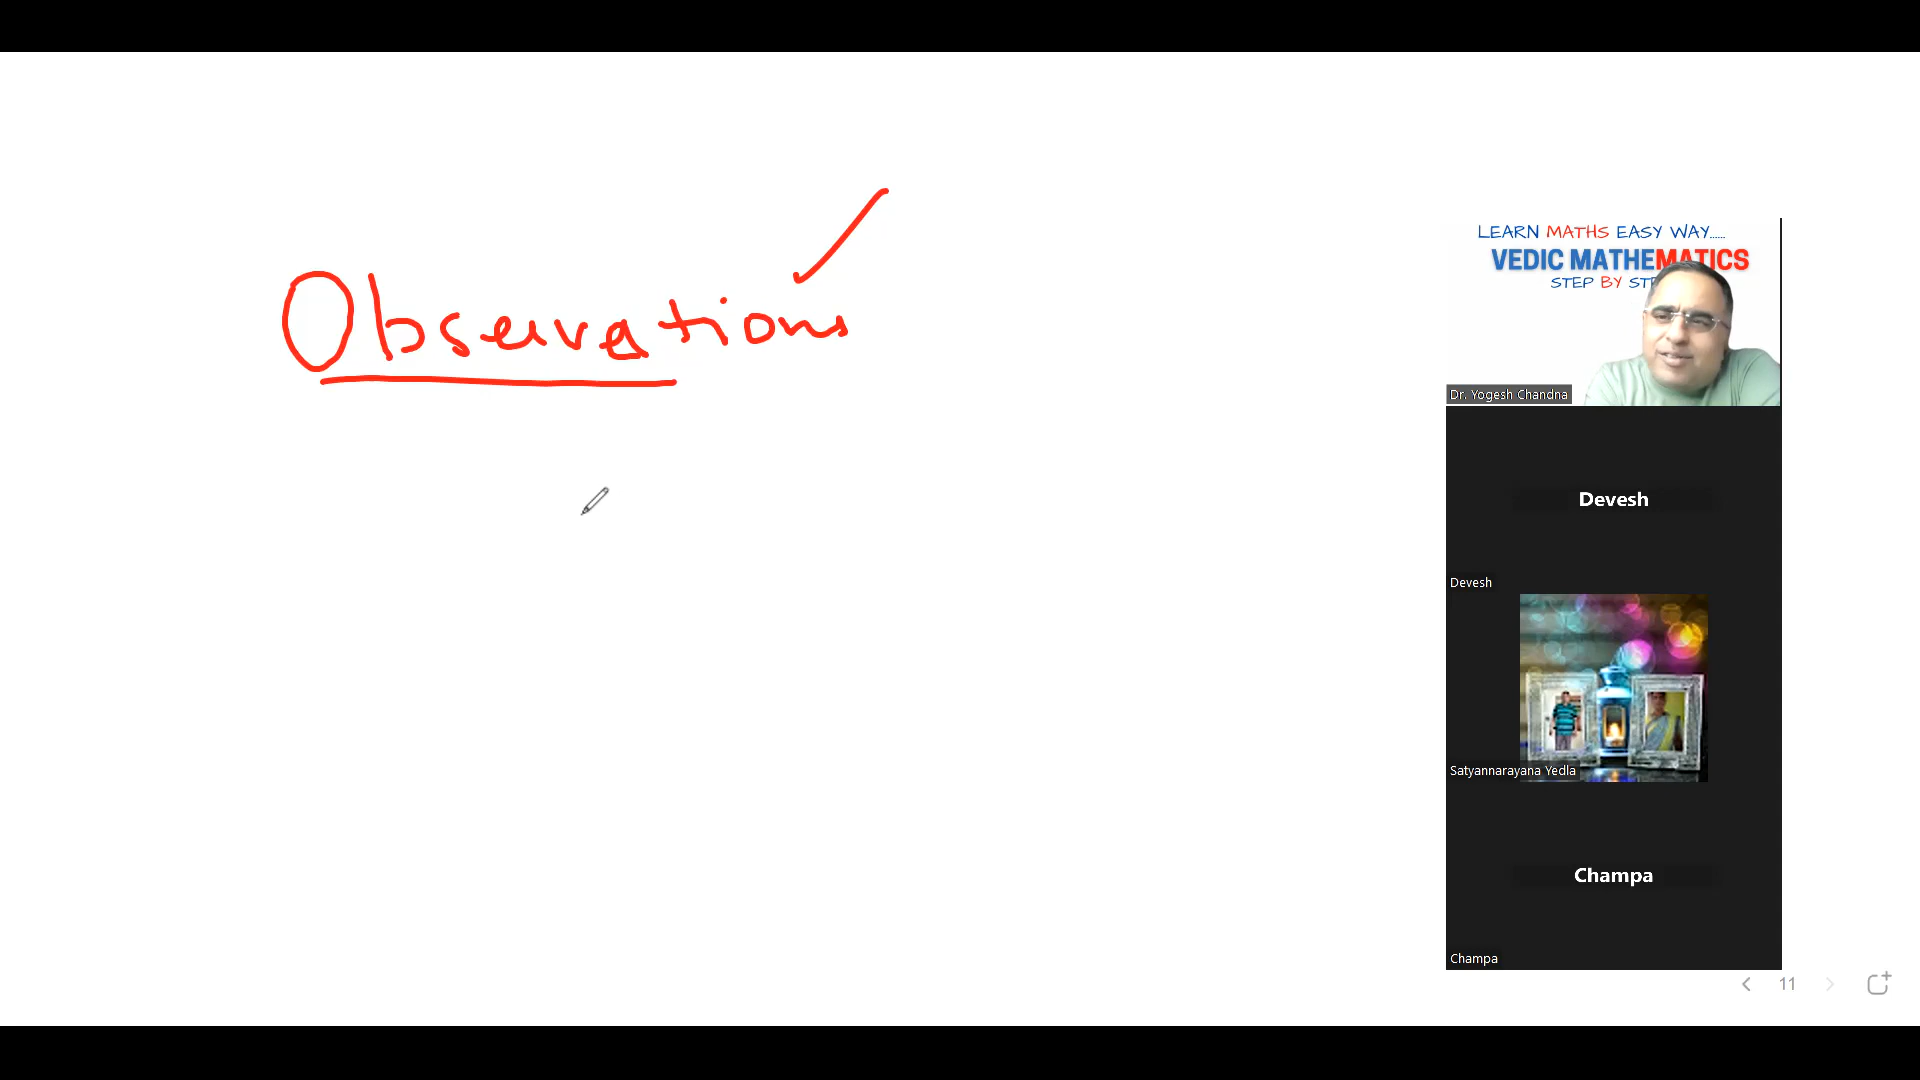 Observations
LEARN MATHS EASY WAY......
VEDIC MATHEMATICS
STEP BY
Dr. Yogesh Chandna
Devesh
Devesh
Satyannarayana Yedla
Champa
Champa
11